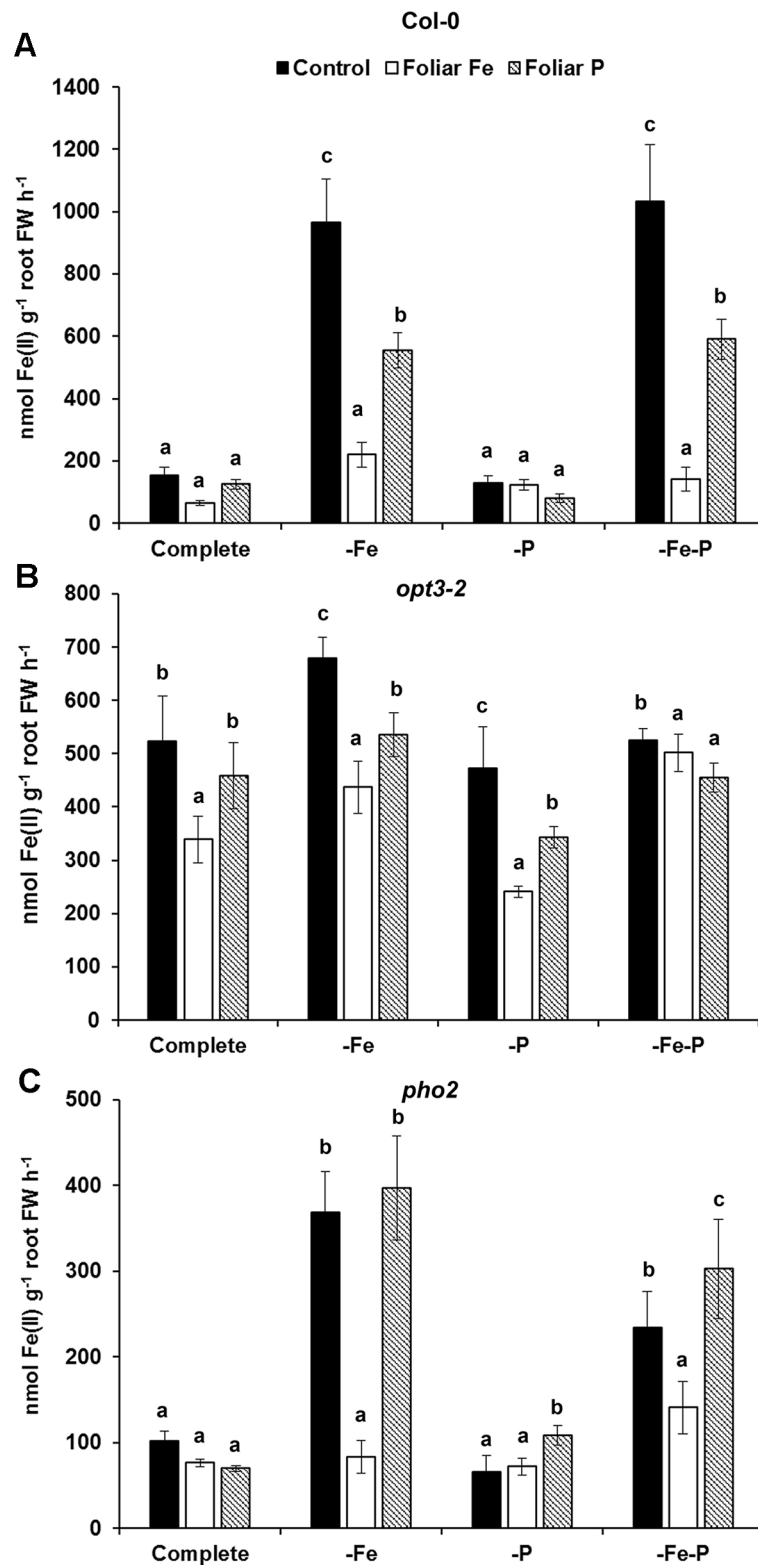 Col-0
A
Control Foliar Fe Foliar P
nmol Fe(II) g-1 root FW h-1
1400
1200
1000
800
600
400
200
0
a a a c a b a a a c a b
Complete -Fe -P -Fe-P
B
opt3-2
nmol Fe(II) g-1 root FW h-1
800
700
600
500
400
300
200
100
0
b a b c a b c a b b a a
Complete -Fe -P -Fe-P
C
pho2
nmol Fe(II) g-1 root FW h-1
500
400
300
200
100
0
a a a b a b a a b b a c
Complete -Fe -P -Fe-P